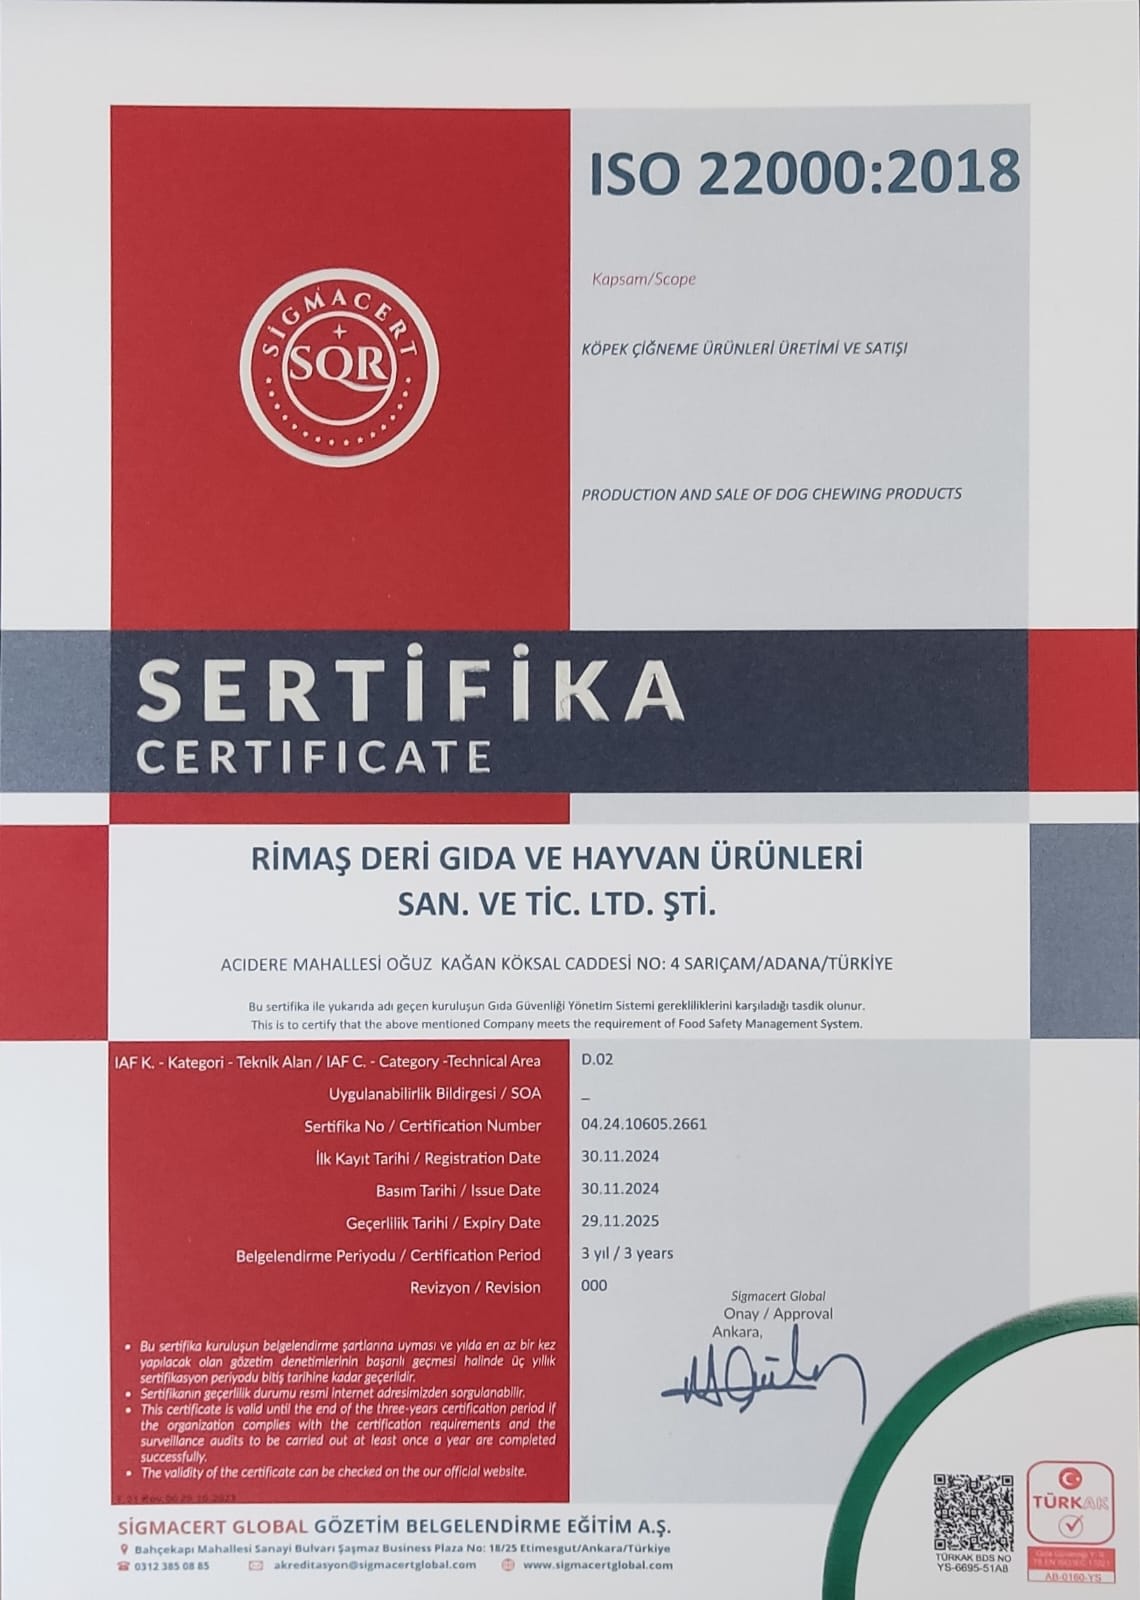 ISO 22000:2018
SİGMACERT
SQR
Kapsam/Scope
KÖPEK ÇİĞNEME ÜRÜNLERİ ÜRETİMİ VE SATIŞI
PRODUCTION AND SALE OF DOG CHEWING PRODUCTS
SERTİFİKA
CERTIFICATE
RİMAŞ DERİ GIDA VE HAYVAN ÜRÜNLERİ
SAN. VE TİC. LTD. ŞTİ.
ACIDERE MAHALLESİ OĞUZ KAĞAN KÖKSAL CADDESİ NO: 4 SARIÇAM/ADANA/TÜRKİYE
Bu sertifika ile yukarıda adı geçen kuruluşun Gıda Güvenliği Yönetim Sistemi gerekliliklerini karşıladığı tasdik olunur.
This is to certify that the above mentioned Company meets the requirement of Food Safety Management System.
IAF K. - Kategori - Teknik Alan / IAF C. - Category -Technical Area D.02
Uygulanabilirlik Bildirgesi / SOA _
Sertifika No / Certification Number 04.24.10605.2661
İlk Kayıt Tarihi / Registration Date 30.11.2024
Basım Tarihi / Issue Date 30.11.2024
Geçerlilik Tarihi / Expiry Date 29.11.2025
Belgelendirme Periyodu / Certification Period 3 yıl / 3 years
Revizyon / Revision 000
Sigmacert Global
Onay / Approval
Ankara,
• Bu sertifika kuruluşun belgelendirme şartlarına uyması ve yılda en az bir kez
yapılacak olan gözetim denetimlerinin başarılı geçmesi halinde üç yıllık
sertifikasyon periyodu bitiş tarihine kadar geçerlidir.
• Sertifikanın geçerlilik durumu resmi internet adresimizden sorgulanabilir.
• This certificate is valid until the end of the three-years certification period if
the organization complies with the certification requirements and the
surveillance audits to be carried out at least once a year are completed
successfully.
• The validity of the certificate can be checked on the our official website.
SİGMACERT GLOBAL GÖZETİM BELGELENDİRME EĞİTİM A.Ş.
Bahçekapı Mahallesi Sanayi Bulvarı Şaşmaz Business Plaza No: 18/25 Etimesgut/Ankara/Türkiye
0312 385 08 85 akreditasyon@sigmacertglobal.com www.sigmacertglobal.com
TÜRKAK BDS NO
YS-6695-51A8
TÜRKAK
AB-0160-YS